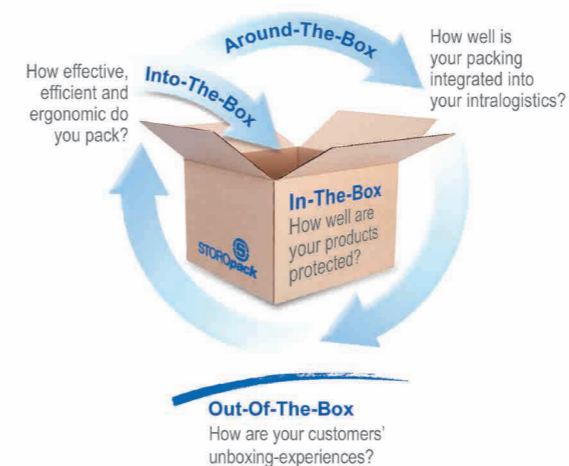 Around-The-Box
How well is
your packing
integrated into
your intralogistics?
How effective,
efficient and
ergonomic do
you pack?
Into-The-Box
In-The-Box
How well are
your products
protected?
STOROpack
Out-Of-The-Box
How are your customers'
unboxing-experiences?